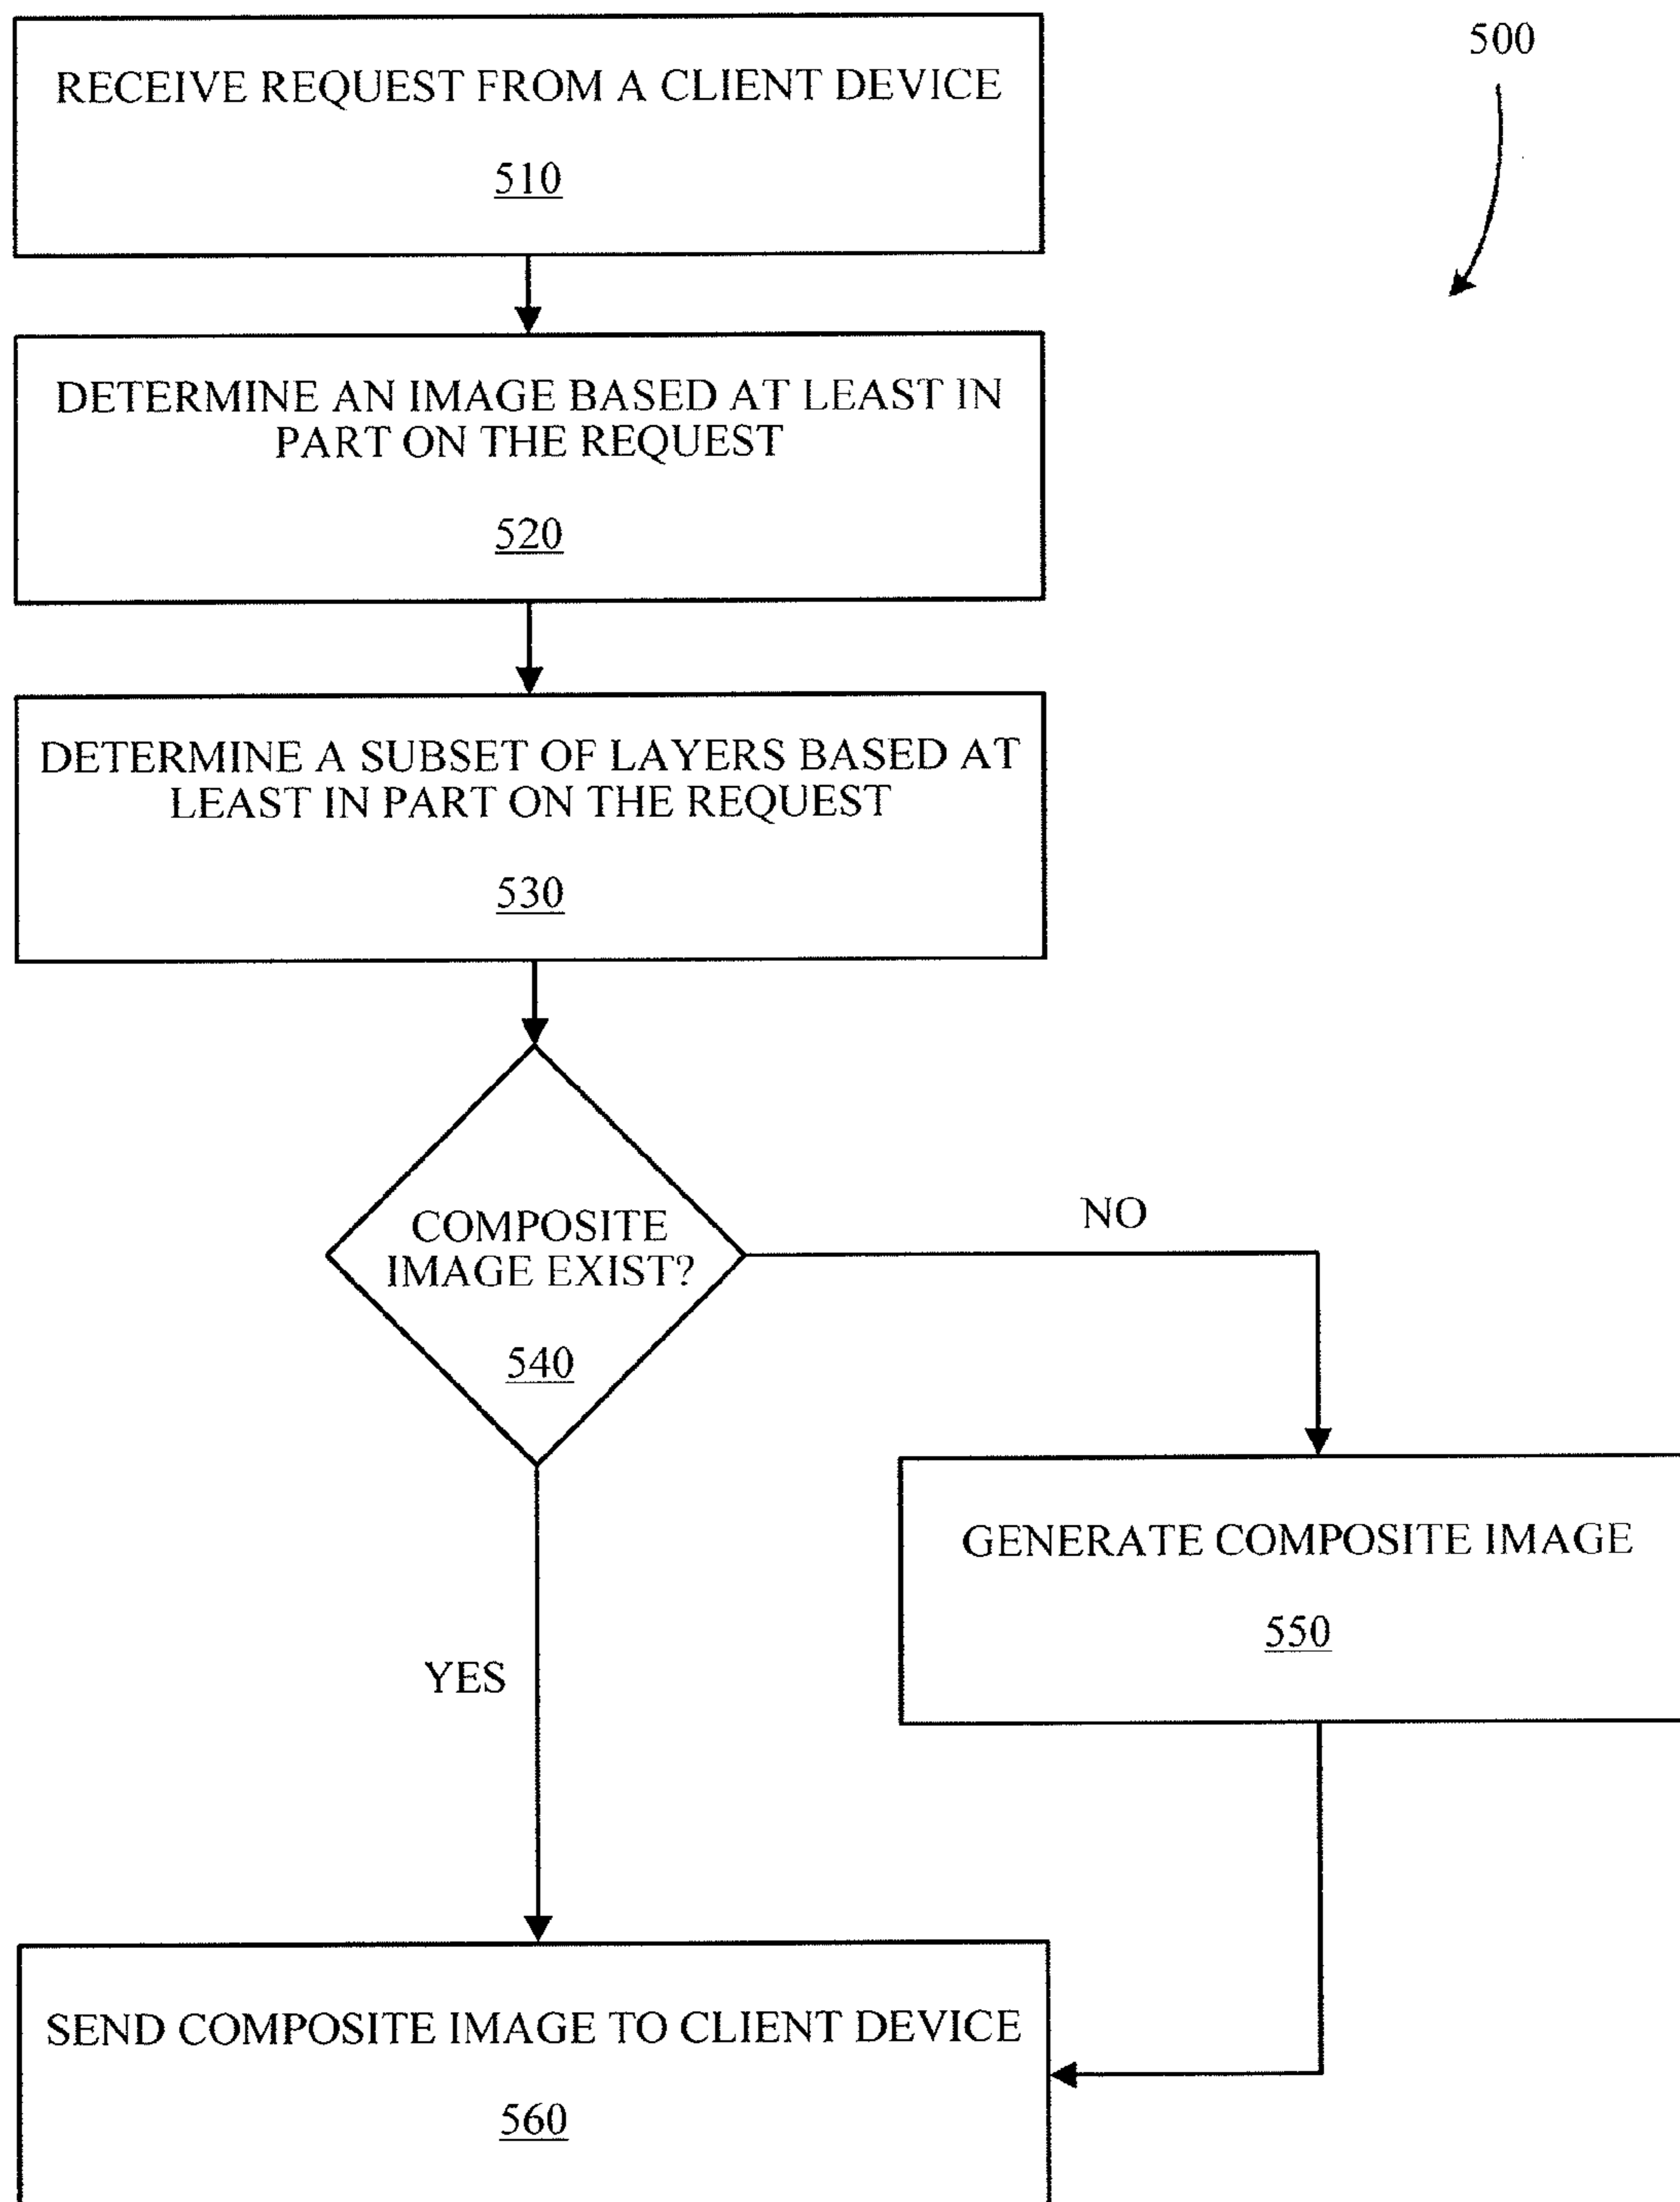 500
RECEIVE REQUEST FROM A CLIENT DEVICE
510
DETERMINE AN IMAGE BASED AT LEAST IN
PART ON THE REQUEST
520
DETERMINE A SUBSET OF LAYERS BASED AT
LEAST IN PART ON THE REQUEST
530
COMPOSITE
IMAGE EXIST?
540
NO
GENERATE COMPOSITE IMAGE
550
YES
SEND COMPOSITE IMAGE TO CLIENT DEVICE
560